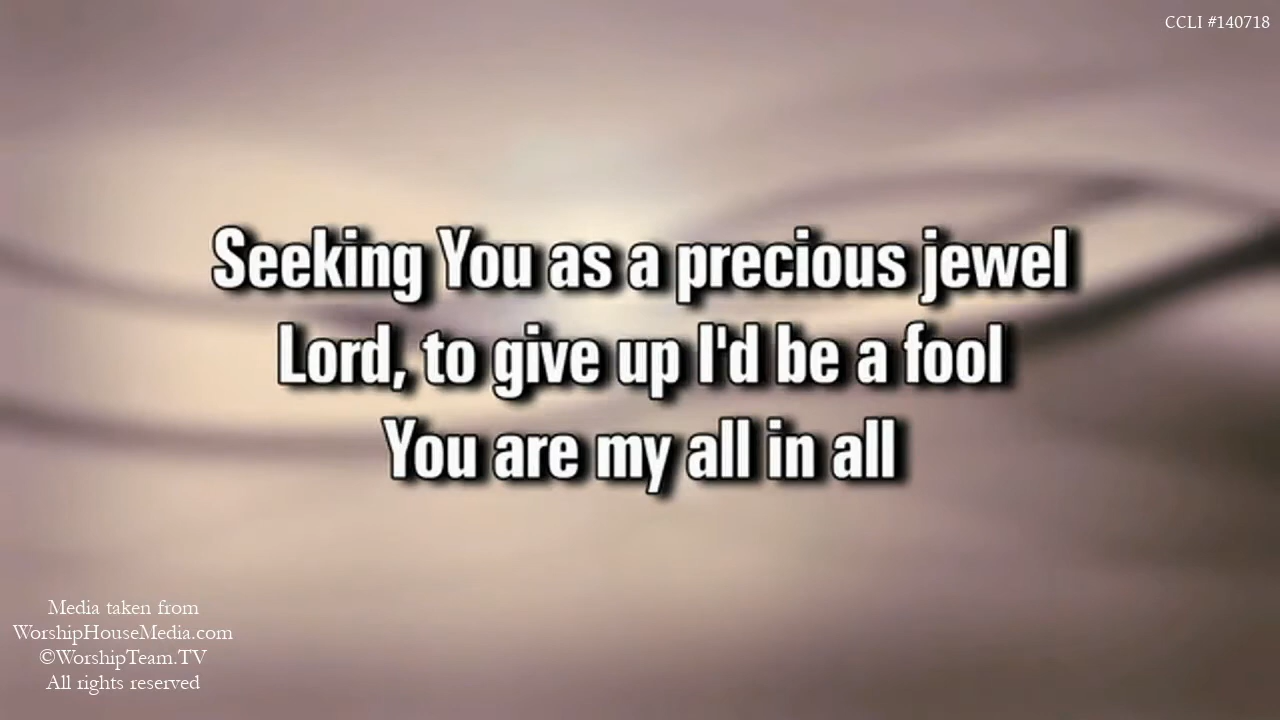 CCLI #140718
Seeking You as a precious jewel
Lord, to give up I'd be a fool
You are my all in all
Media taken from
WorshipHouseMedia.com
©WorshipTeam.TV
All rights reserved